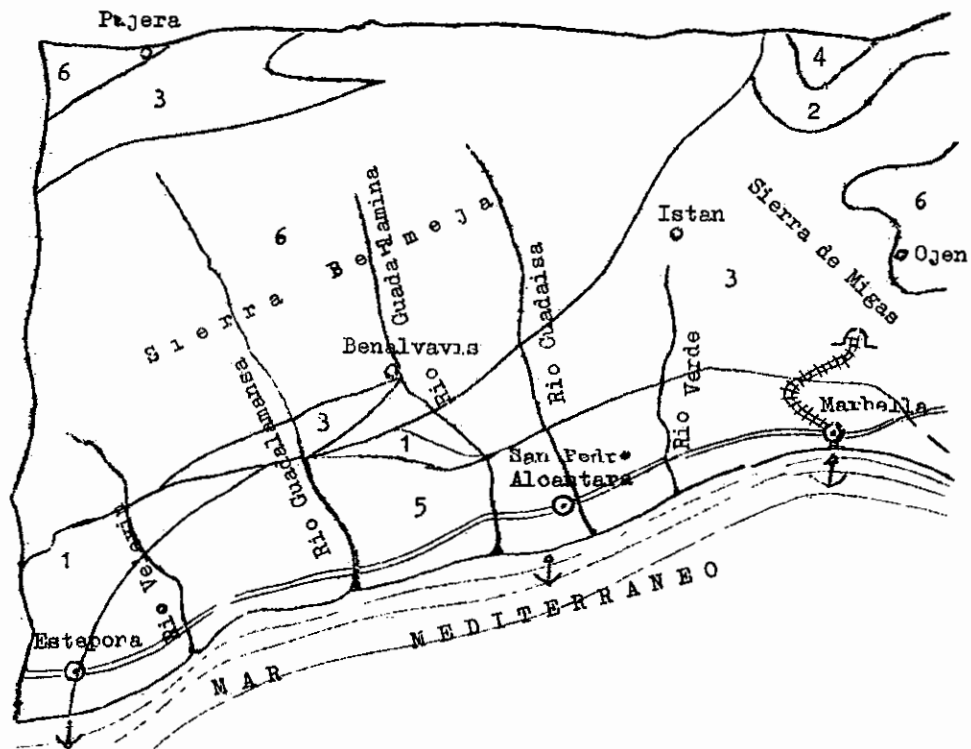 Pajera
6
3
4
2
Sierra de Migas
6
Istan
Ojen
6
3
Sierra Bermeja
Rio Guadalmina
Rio Guadaisa
Benalvavis
Rio Guadalamansa
Rio Verde
Marbella
3
1
San Pedro
Alcantara
5
1
Rio
Estepora
MAR MEDITERRANEO